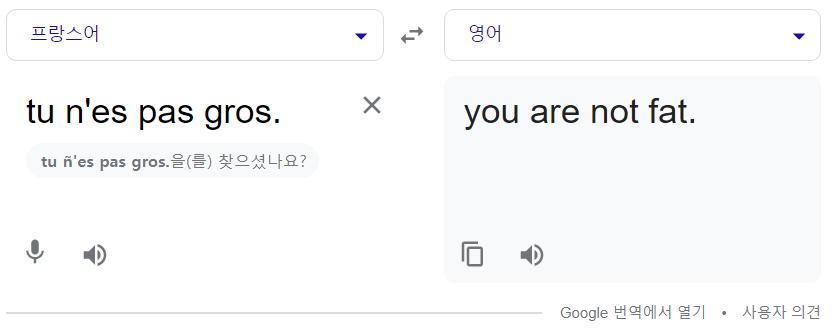 프랑스어
영어
tu n'es pas gros.
you are not fat.
tu ñ'es pas gros.을(를) 찾으셨나요?
Google 번역에서 열기 • 사용자 의견